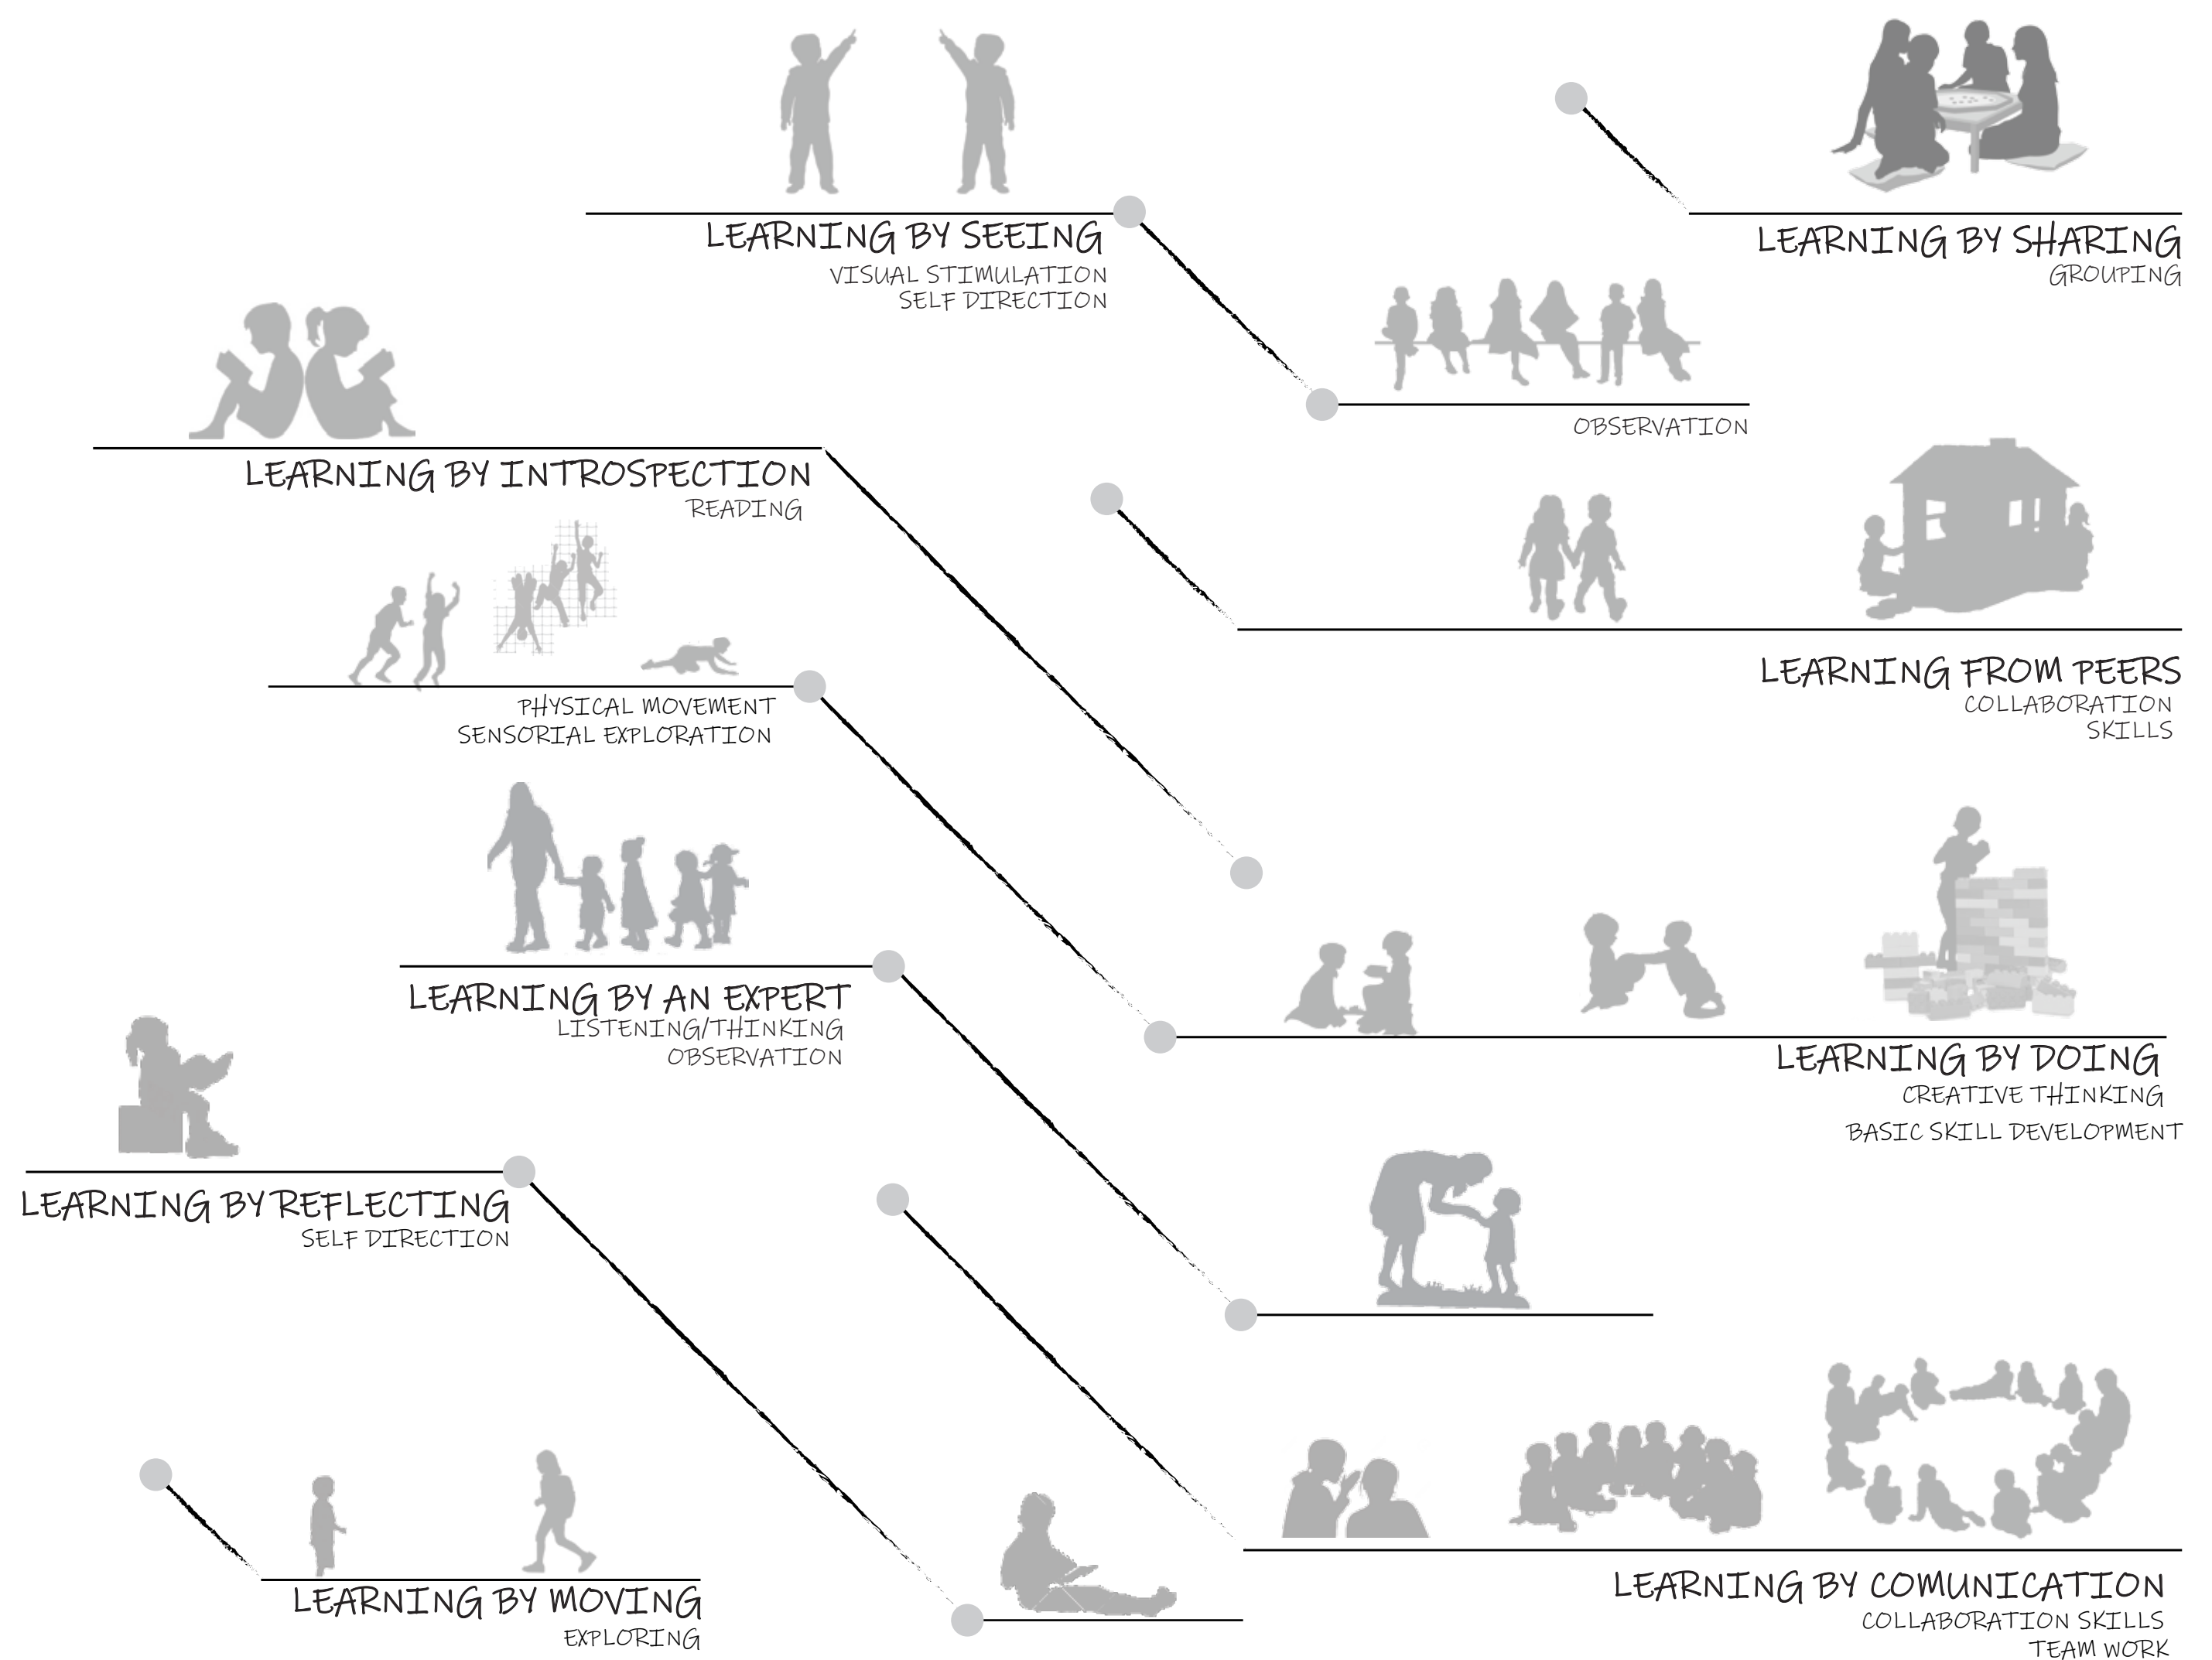 LEARNING BY SEEING
VISUAL STIMULATION
SELF DIRECTION
LEARNING BY SHARING
GROUPING
OBSERVATION
LEARNING BY INTROSPECTION
READING
LEARNING FROM PEERS
COLLABORATION
SKILLS
PHYSICAL MOVEMENT
SENSORIAL EXPLORATION
LEARNING BY AN EXPERT
LISTENING/THINKING
OBSERVATION
LEARNING BY DOING
CREATIVE THINKING
BASIC SKILL DEVELOPMENT
LEARNING BY REFLECTING
SELF DIRECTION
LEARNING BY MOVING
EXPLORING
LEARNING BY COMUNICATION
COLLABORATION SKILLS
TEAM WORK